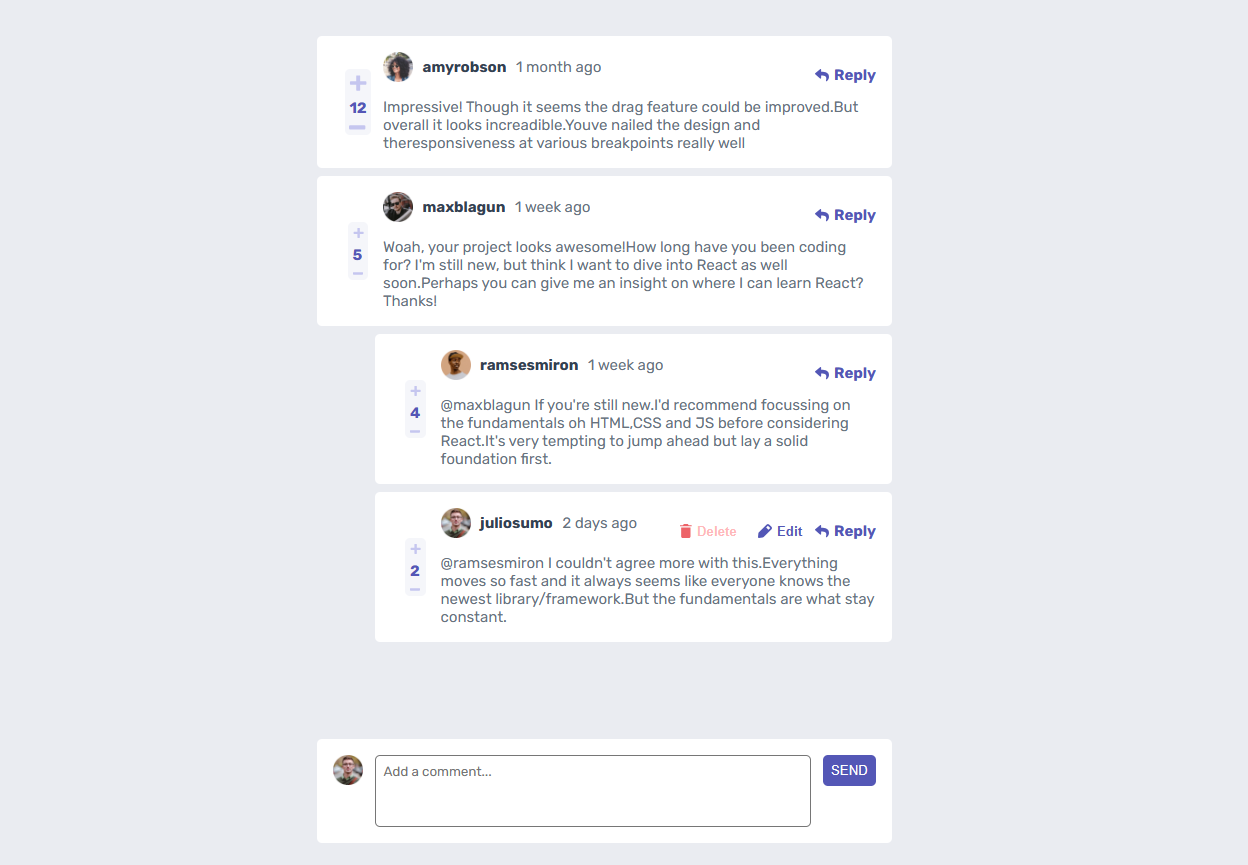 amyrobson 1 month ago
Reply
12
Impressive! Though it seems the drag feature could be improved.But
overall it looks increadible.Youve nailed the design and
theresponsiveness at various breakpoints really well
maxblagun 1 week ago
Reply
5
Woah, your project looks awesome!How long have you been coding
for? I'm still new, but think I want to dive into React as well
soon.Perhaps you can give me an insight on where I can learn React?
Thanks!
ramsesmiron 1 week ago
Reply
4
@maxblagun If you're still new.I'd recommend focussing on
the fundamentals oh HTML,CSS and JS before considering
React.It's very tempting to jump ahead but lay a solid
foundation first.
juliosumo 2 days ago
Delete Edit Reply
2
@ramsesmiron I couldn't agree more with this.Everything
moves so fast and it always seems like everyone knows the
newest library/framework.But the fundamentals are what stay
constant.
Add a comment...
SEND